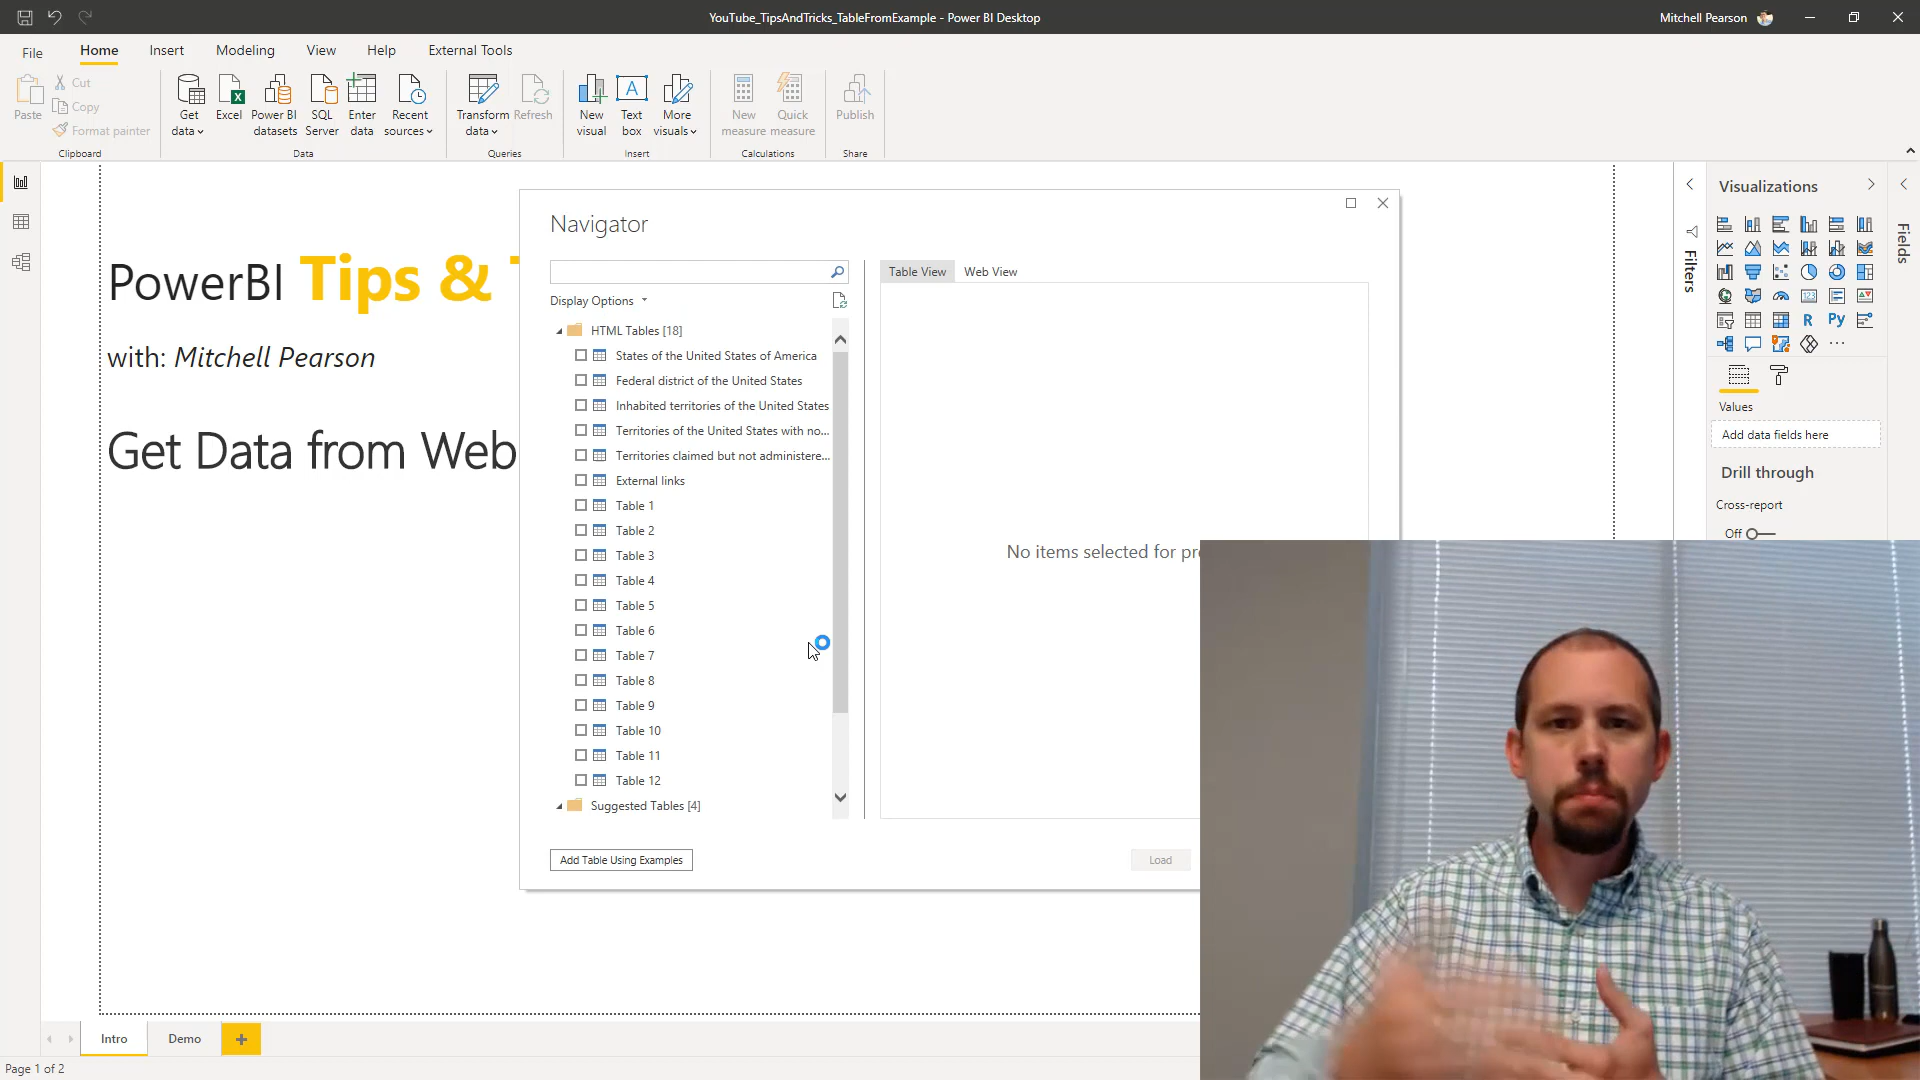 YouTube_TipsAndTricks_TableFromExample - Power BI Desktop
Mitchell Pearson
File
Home
Insert
Modeling
View
Help
External Tools
Paste
Cut
Copy
Format painter
Clipboard
Get data
Excel
Power BI datasets
SQL Server
Enter data
Recent sources
Data
Transform data
Refresh
Queries
New visual
Text box
More visuals
Insert
New measure
Quick measure
Calculations
Publish
Share
PowerBI Tips &
with: Mitchell Pearson
Get Data from Web
Navigator
Display Options
HTML Tables [18]
States of the United States of America
Federal district of the United States
Inhabited territories of the United States
Territories of the United States with no...
Territories claimed but not administere...
External links
Table 1
Table 2
Table 3
Table 4
Table 5
Table 6
Table 7
Table 8
Table 9
Table 10
Table 11
Table 12
Suggested Tables [4]
Add Table Using Examples
Table View
Web View
No items selected for pr
Load
Filters
Visualizations
R
Py
Values
Add data fields here
Drill through
Cross-report
Off
Fields
Intro
Demo
Page 1 of 2